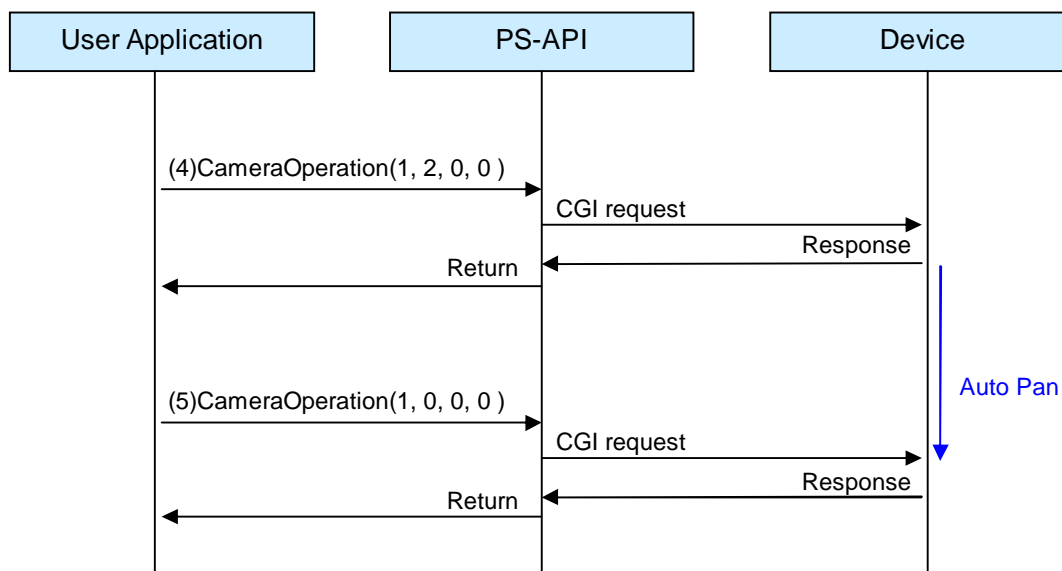 User Application
PS-API
Device
(4)CameraOperation(1, 2, 0, 0 )
CGI request
Response
Return
Auto Pan
(5)CameraOperation(1, 0, 0, 0 )
CGI request
Response
Return